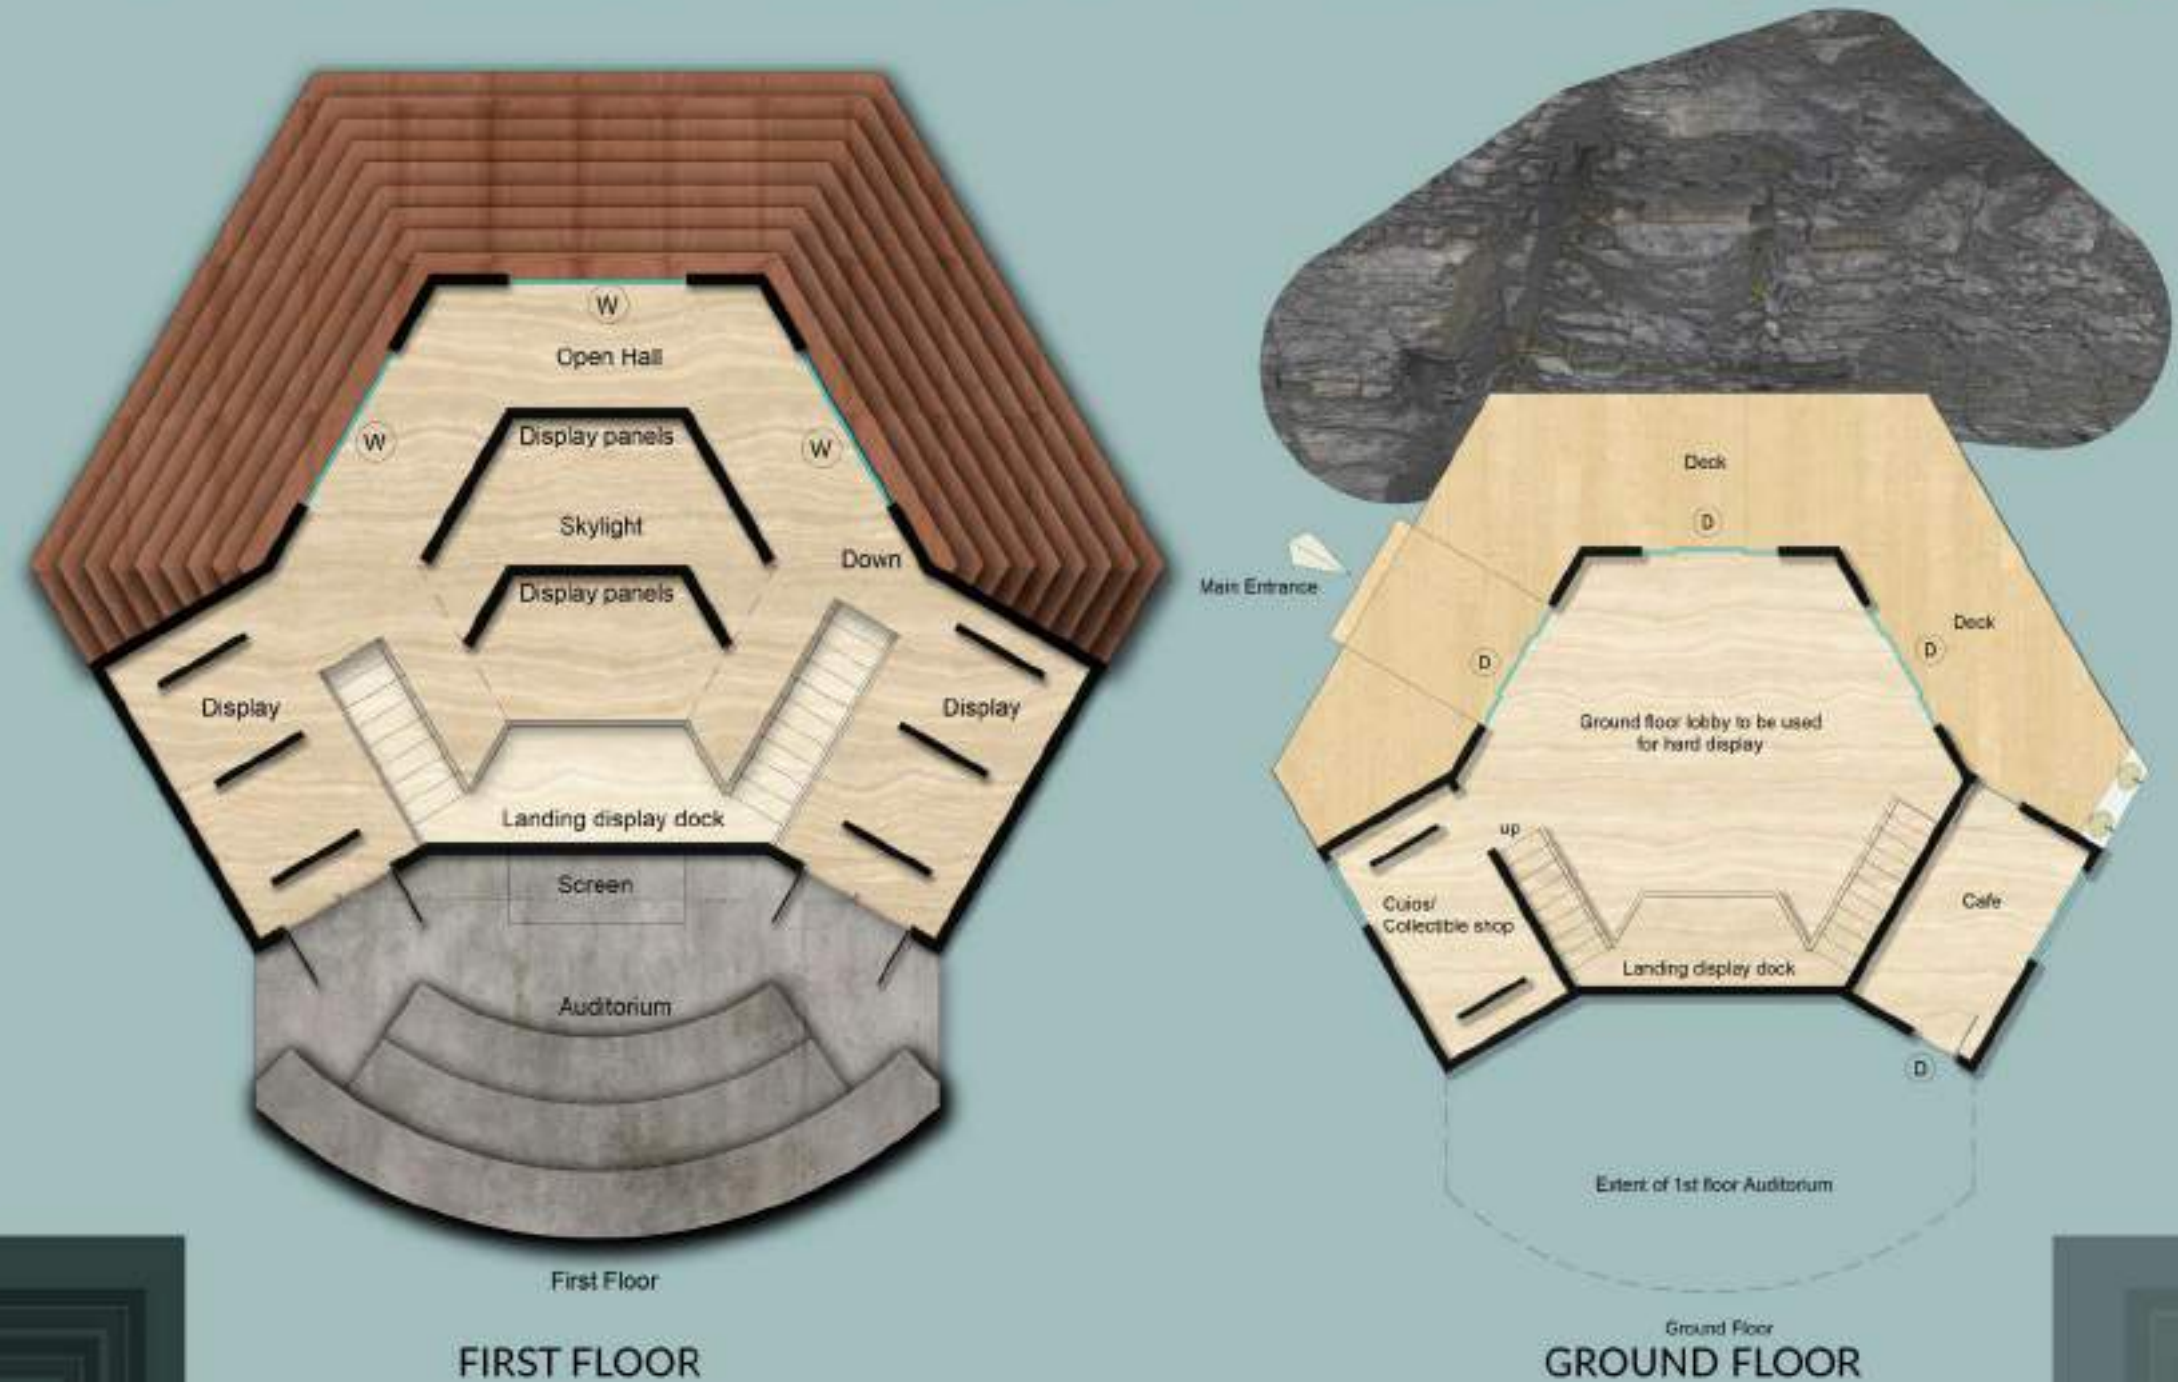 W
Open Hall
W
Display panels
W
Skylight
Down
Display panels
Display
Display
Landing display dock
Screen
Auditorium
First Floor
FIRST FLOOR
Deck
D
Main Entrance
Deck
D
D
Ground floor lobby to be used
for hard display
up
Cuios/
Collectible shop
Cafe
Landing display dock
D
Extent of 1st floor Auditorium
Ground Floor
GROUND FLOOR